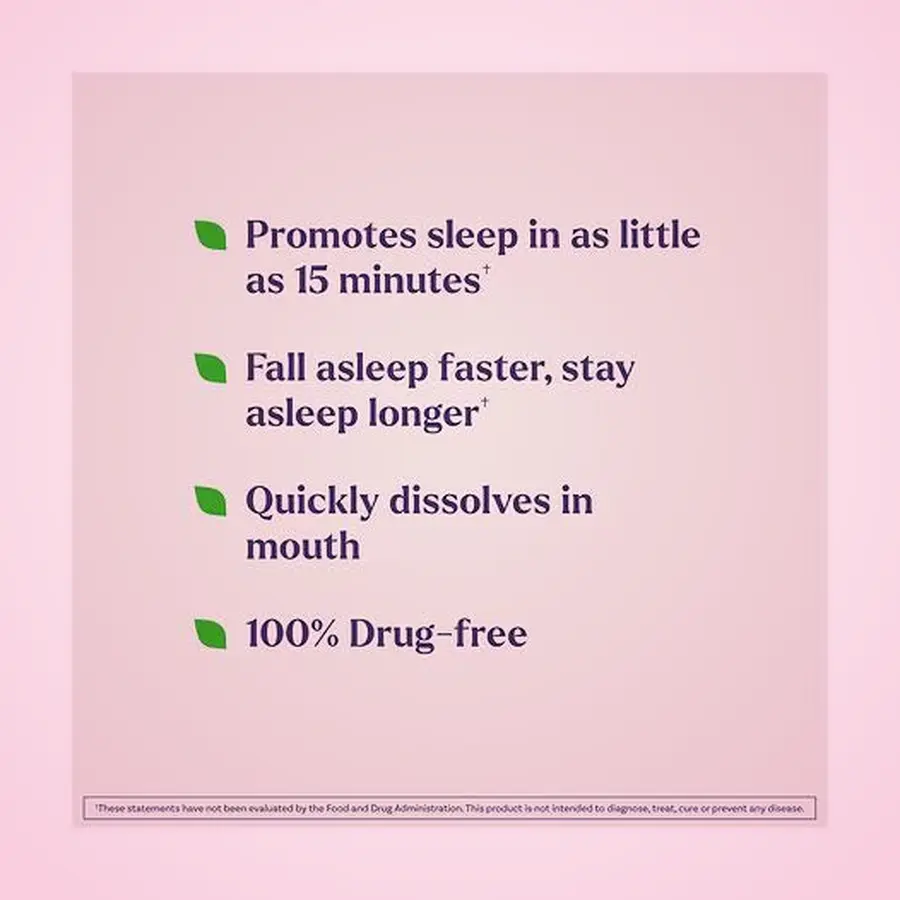 Promotes sleep in as little
as 15 minutes†
Fall asleep faster, stay
asleep longer†
Quickly dissolves in
mouth
100% Drug-free
†These statements have not been evaluated by the Food and Drug Administration. This product is not intended to diagnose, treat, cure or prevent any disease.